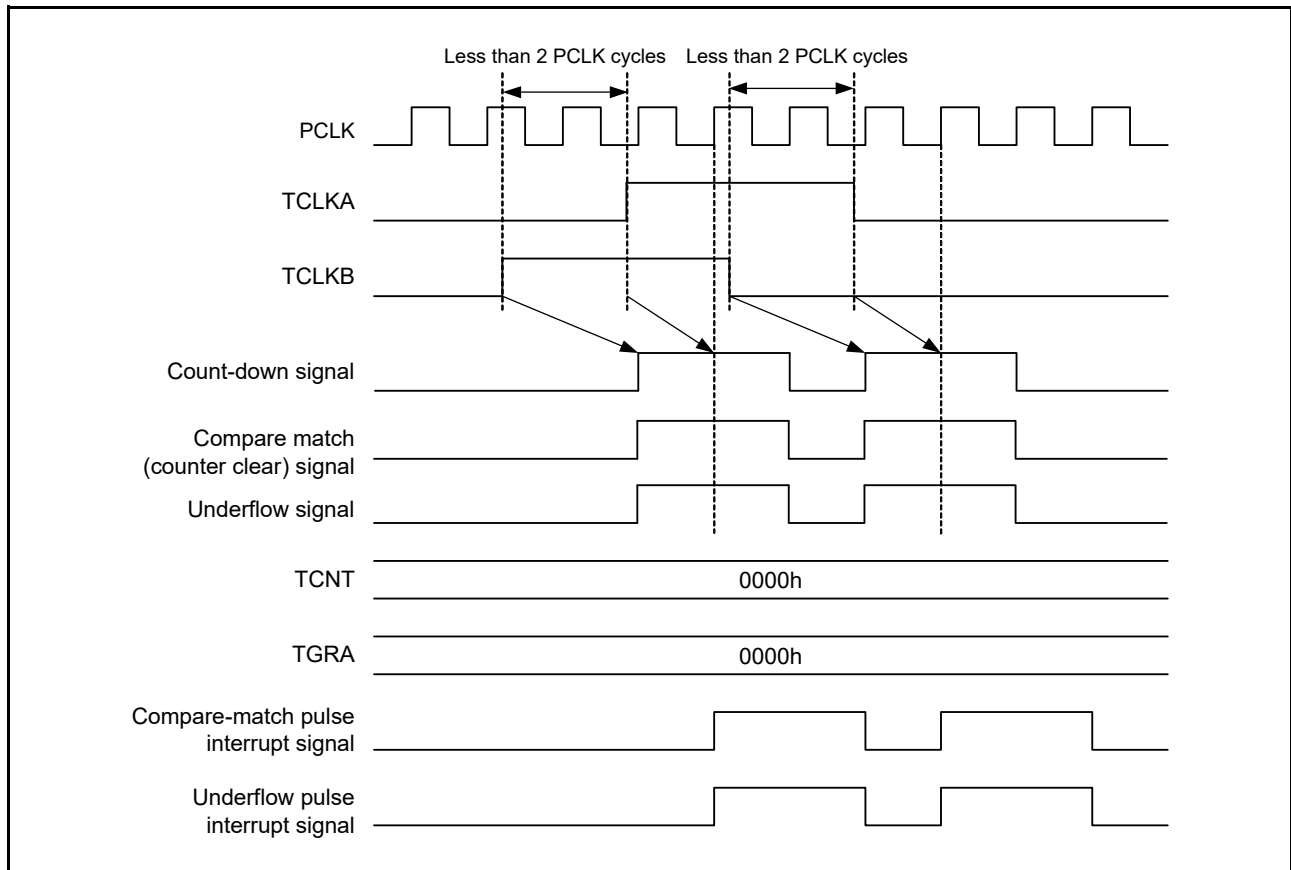 Less than 2 PCLK cycles Less than 2 PCLK cycles
PCLK
TCLKA
TCLKB
Count-down signal
Compare match
(counter clear) signal
Underflow signal
TCNT
0000h
TGRA
0000h
Compare-match pulse
interrupt signal
Underflow pulse
interrupt signal